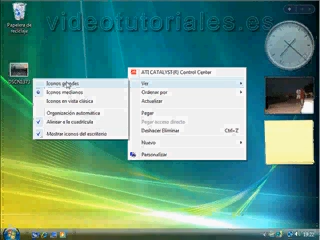 videotutoriales.es
Papelera de
reciclaje
ATI CATALYST(R) Control Center
Iconos grandes
Ver
Iconos medianos
Ordenar por
Iconos en vista clásica
Actualizar
Organización automática
Pegar
Alinear a la cuadrícula
Pegar acceso directo
Mostrar iconos del escritorio
Deshacer Eliminar
Ctrl+Z
Nuevo
Personalizar
19:22